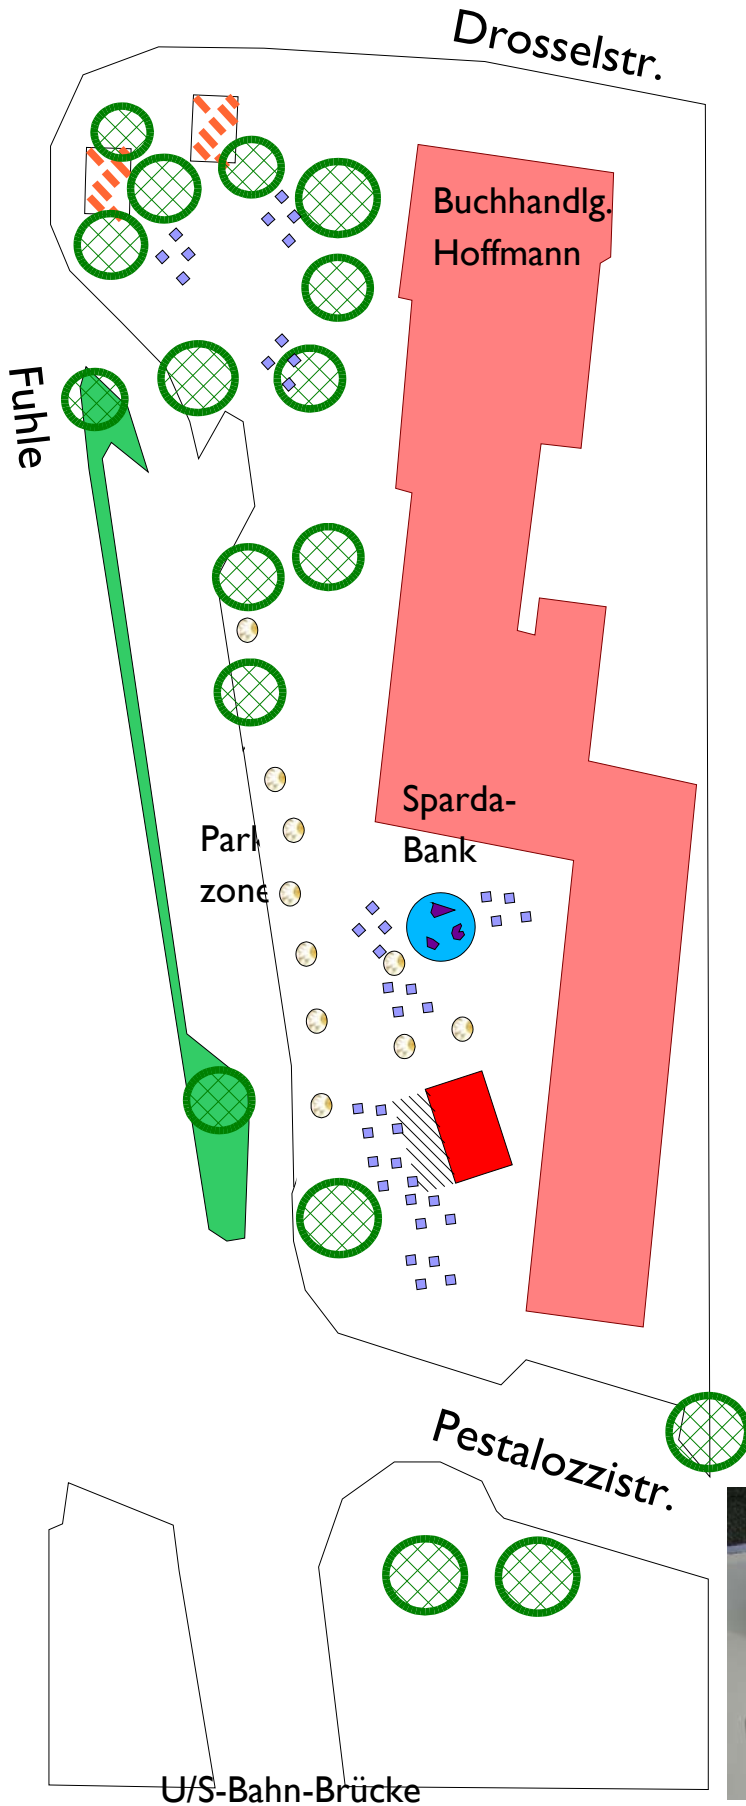 Drosselstr.
Buchhandlg.
Hoffmann
Fuhle
Sparda-
Bank
Park
zone
Pestalozzistr.
U/S-Bahn-Brücke